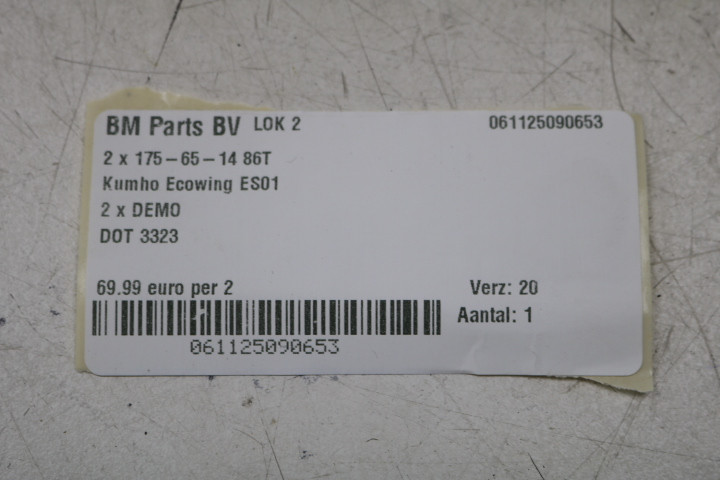 BM Parts BV LOK 2 061125090653
2 x 175-65-14 86T
Kumho Ecowing ES01
2 x DEMO
DOT 3323
69.99 euro per 2 Verz: 20
Aantal: 1
061125090653